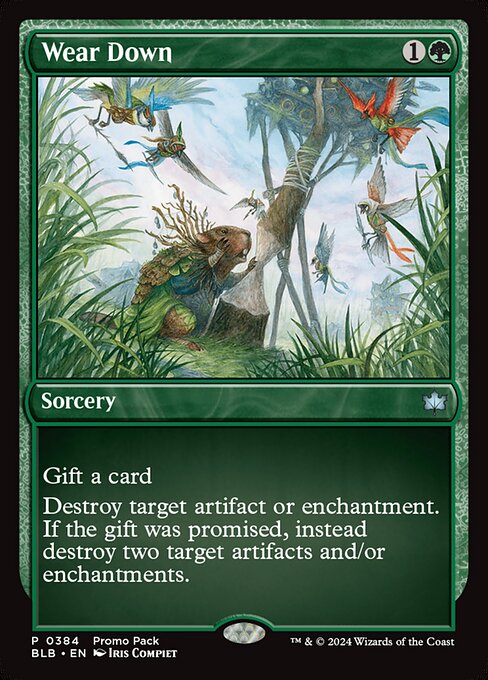 Wear Down 1
Sorcery
Gift a card
Destroy target artifact or enchantment.
If the gift was promised, instead
destroy two target artifacts and/or
enchantments.
P 0384 Promo Pack
BLB • EN Iris Compiet
™ & © 2024 Wizards of the Coast